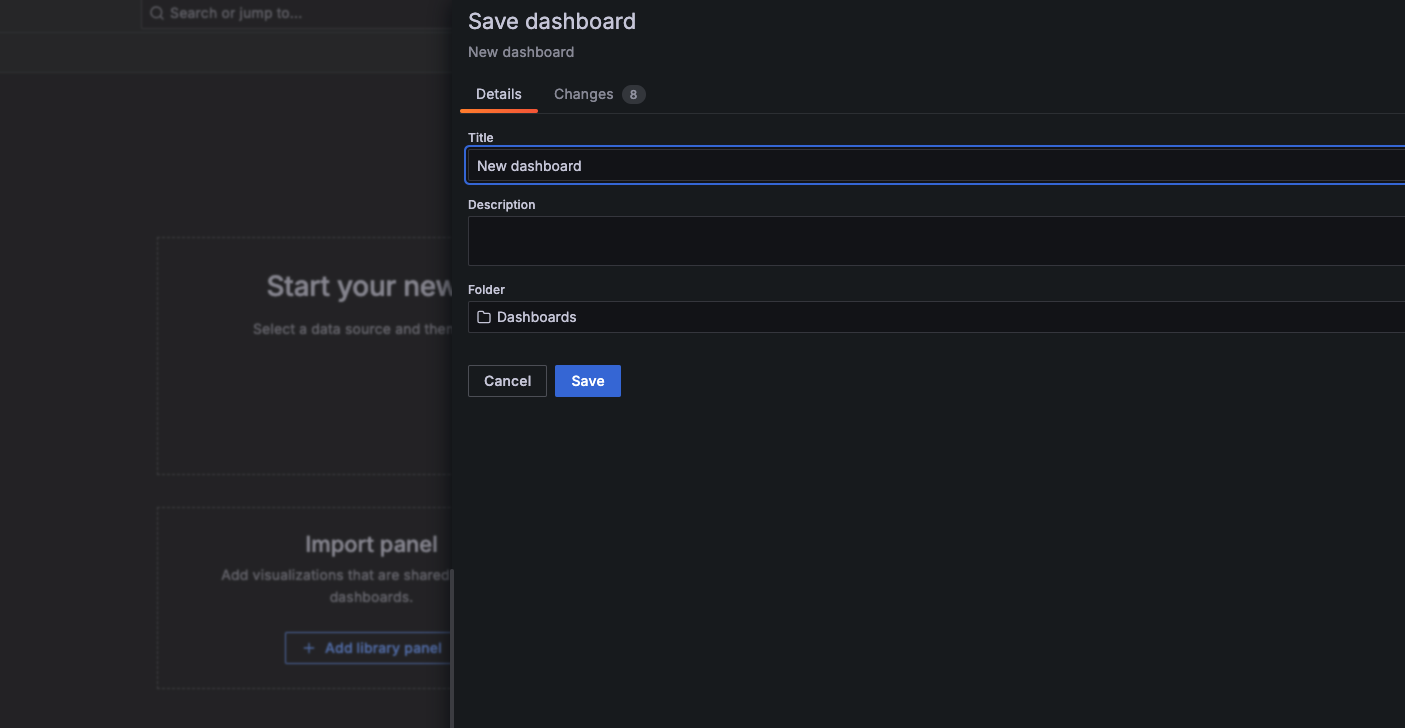 Search or jump to...
Save dashboard
New dashboard
Details
Changes 8
Title
New dashboard
Description
Folder
Dashboards
Cancel
Save
Start your new
Select a data source and then
Import panel
Add visualizations that are shared
dashboards.
+ Add library panel